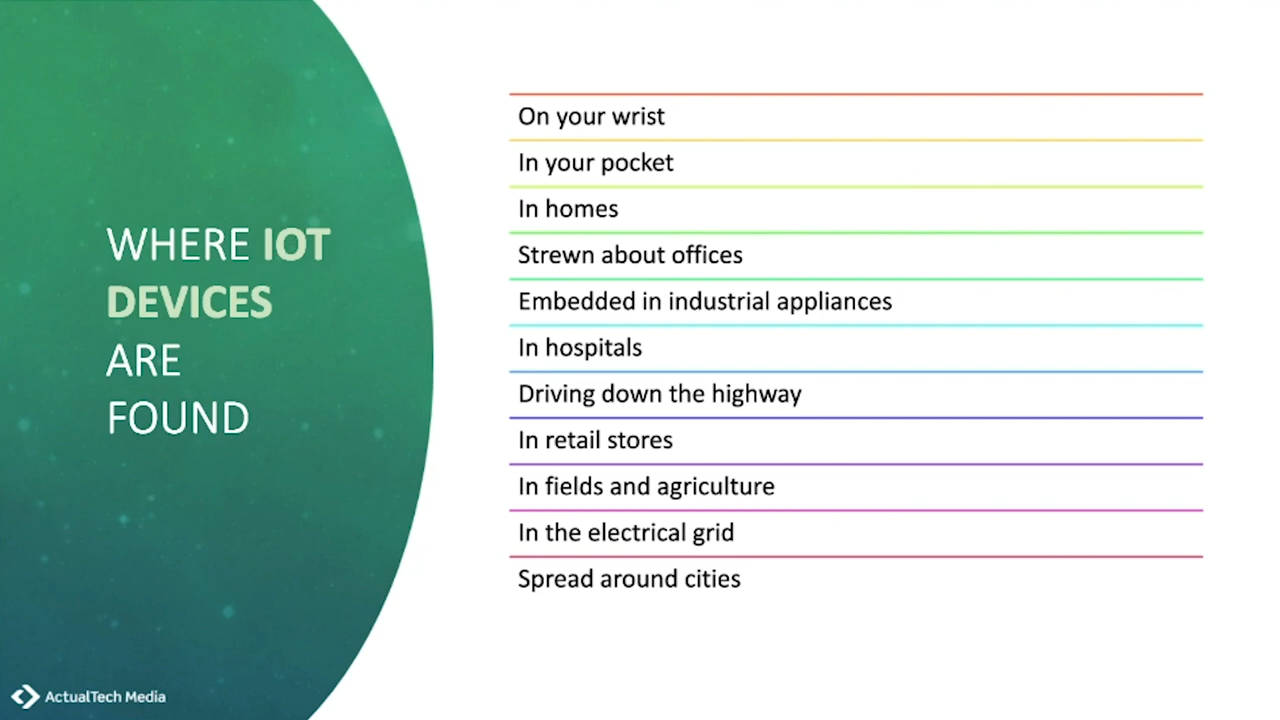 WHERE IOT
DEVICES
ARE
FOUND
On your wrist
In your pocket
In homes
Strewn about offices
Embedded in industrial appliances
In hospitals
Driving down the highway
In retail stores
In fields and agriculture
In the electrical grid
Spread around cities
ActualTech Media